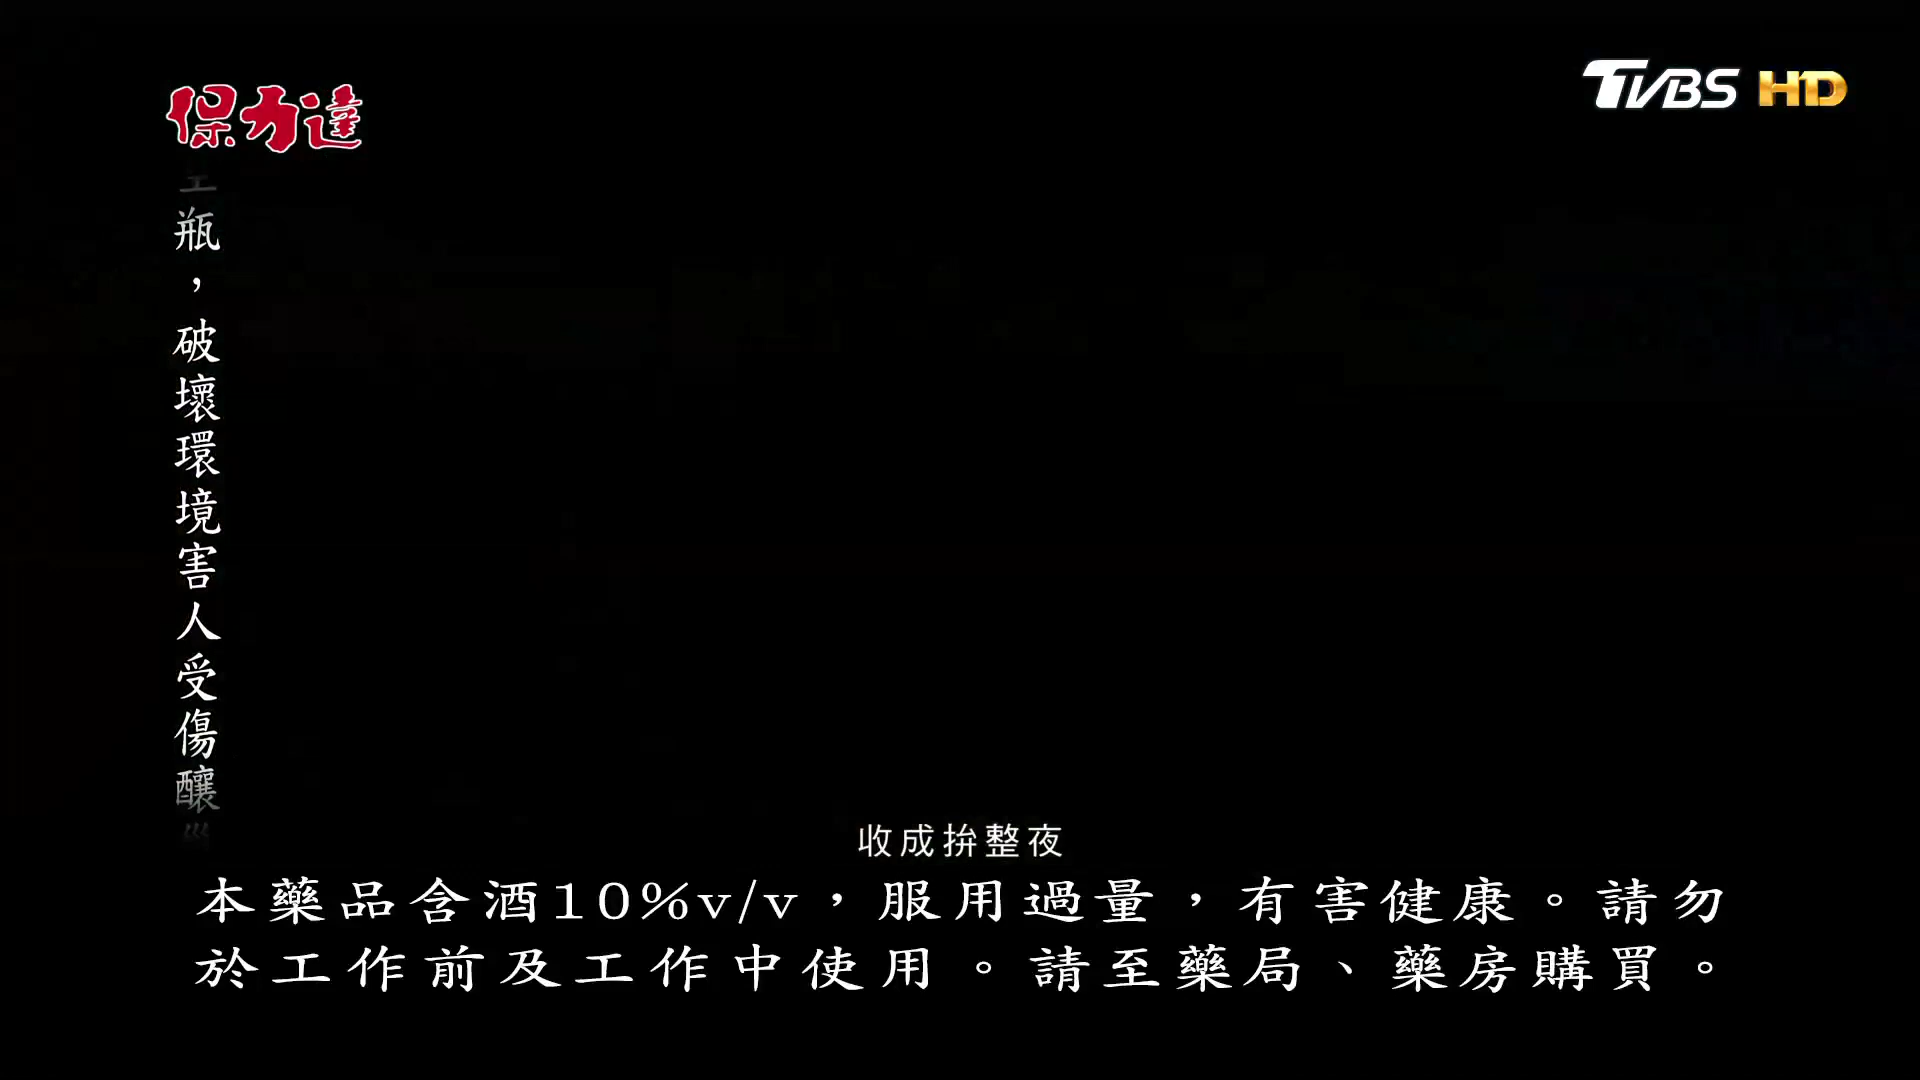 保力達
TVBS HD
瓶，破壞環境害人受傷釀
收成拚整夜
本藥品含酒10%v/v，服用過量，有害健康。請勿
於工作前及工作中使用。請至藥局、藥房購買。